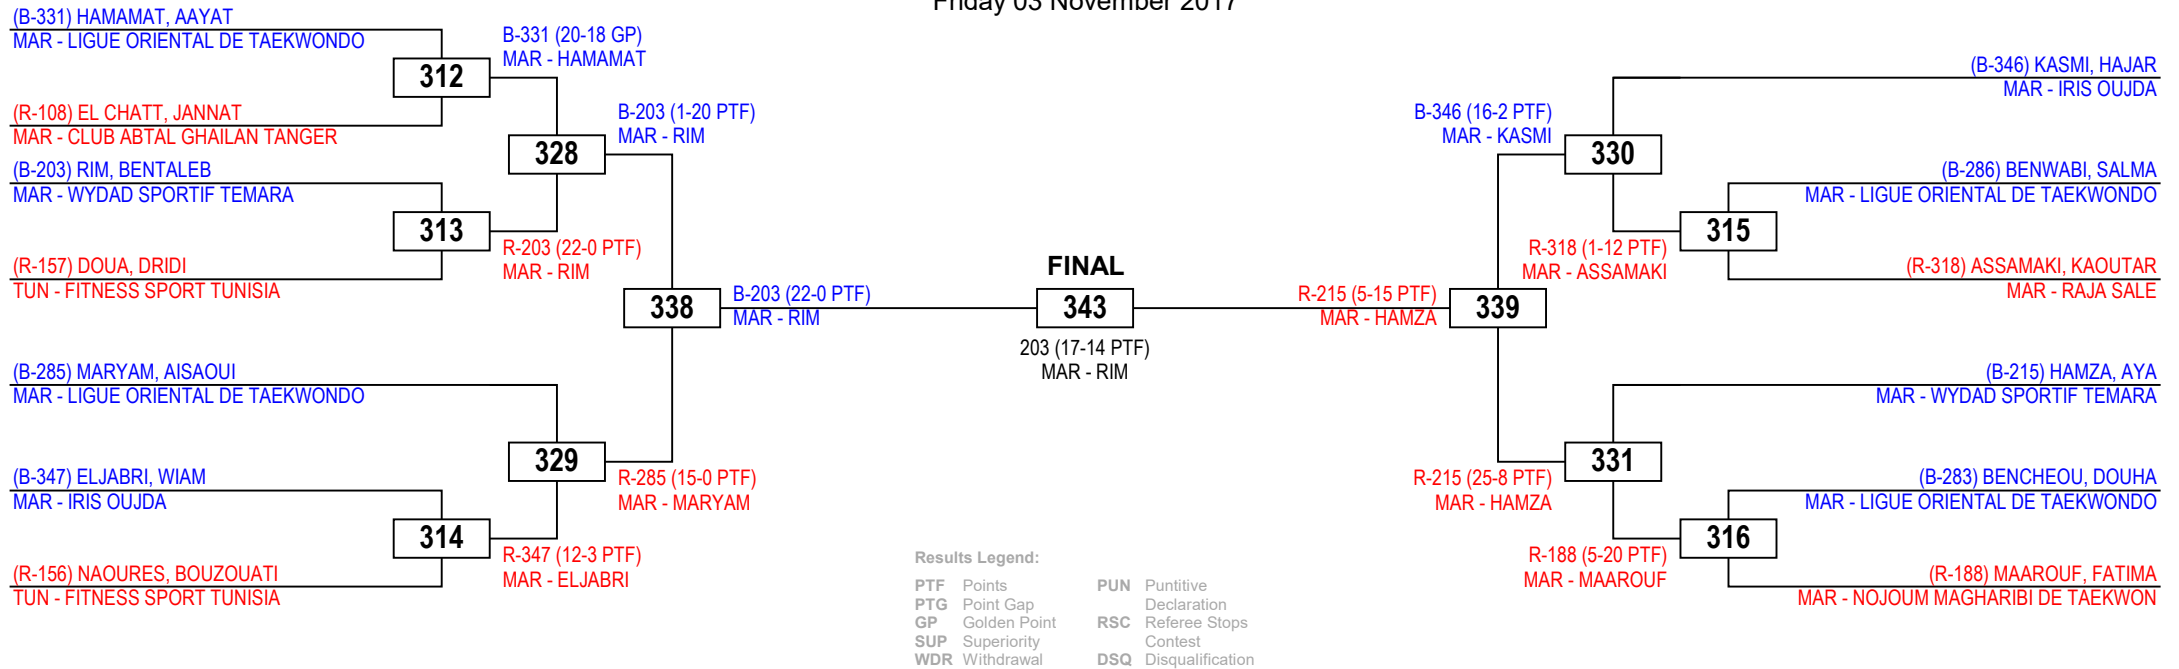 Friday 03 November 2017
(B-331) HAMAMAT, AAYAT
MAR - LIGUE ORIENTAL DE TAEKWONDO
312
(R-108) EL CHATT, JANNAT
MAR - CLUB ABTAL GHAILAN TANGER
(B-203) RIM, BENTALEB
MAR - WYDAD SPORTIF TEMARA
313
(R-157) DOUA, DRIDI
TUN - FITNESS SPORT TUNISIA
(B-285) MARYAM, AISAOUI
MAR - LIGUE ORIENTAL DE TAEKWONDO
(B-347) ELJABRI, WIAM
MAR - IRIS OUJDA
314
(R-156) NAOURES, BOUZOUATI
TUN - FITNESS SPORT TUNISIA
B-331 (20-18 GP)
MAR - HAMAMAT
328
R-203 (22-0 PTF)
MAR - RIM
329
R-347 (12-3 PTF)
MAR - ELJABRI
B-203 (1-20 PTF)
MAR - RIM
338
R-285 (15-0 PTF)
MAR - MARYAM
B-203 (22-0 PTF)
MAR - RIM
FINAL
343
203 (17-14 PTF)
MAR - RIM
R-215 (5-15 PTF)
MAR - HAMZA
339
B-346 (16-2 PTF)
MAR - KASMI
330
R-318 (1-12 PTF)
MAR - ASSAMAKI
R-215 (25-8 PTF)
MAR - HAMZA
331
R-188 (5-20 PTF)
MAR - MAAROUF
(B-346) KASMI, HAJAR
MAR - IRIS OUJDA
(B-286) BENWABI, SALMA
MAR - LIGUE ORIENTAL DE TAEKWONDO
315
(R-318) ASSAMAKI, KAOUTAR
MAR - RAJA SALE
(B-215) HAMZA, AYA
MAR - WYDAD SPORTIF TEMARA
(B-283) BENCHEOU, DOUHA
MAR - LIGUE ORIENTAL DE TAEKWONDO
316
(R-188) MAAROUF, FATIMA
MAR - NOJOUM MAGHARIBI DE TAEKWON
Results Legend:
PTF Points
PTG Point Gap
GP Golden Point
SUP Superiority
WDR Withdrawal
PUN Puntitive
Declaration
RSC Referee Stops
Contest
DSQ Disqualification